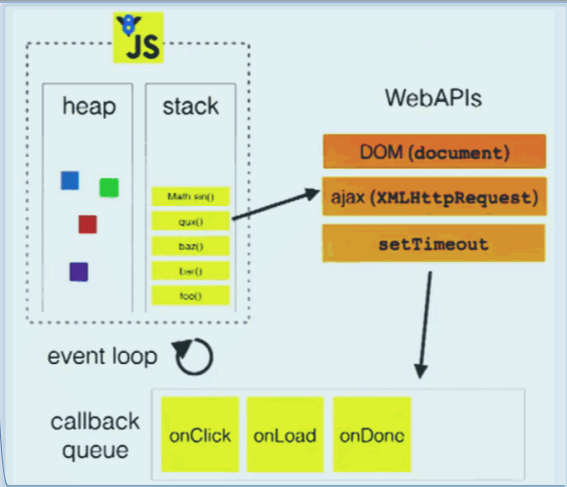 JS
heap
stack
WebAPIs
Math sin()
qux()
baz()
bar()
foo()
DOM (document)
ajax (XMLHttpRequest)
setTimeout
event loop
callback
queue
onClick
onLoad
onDone